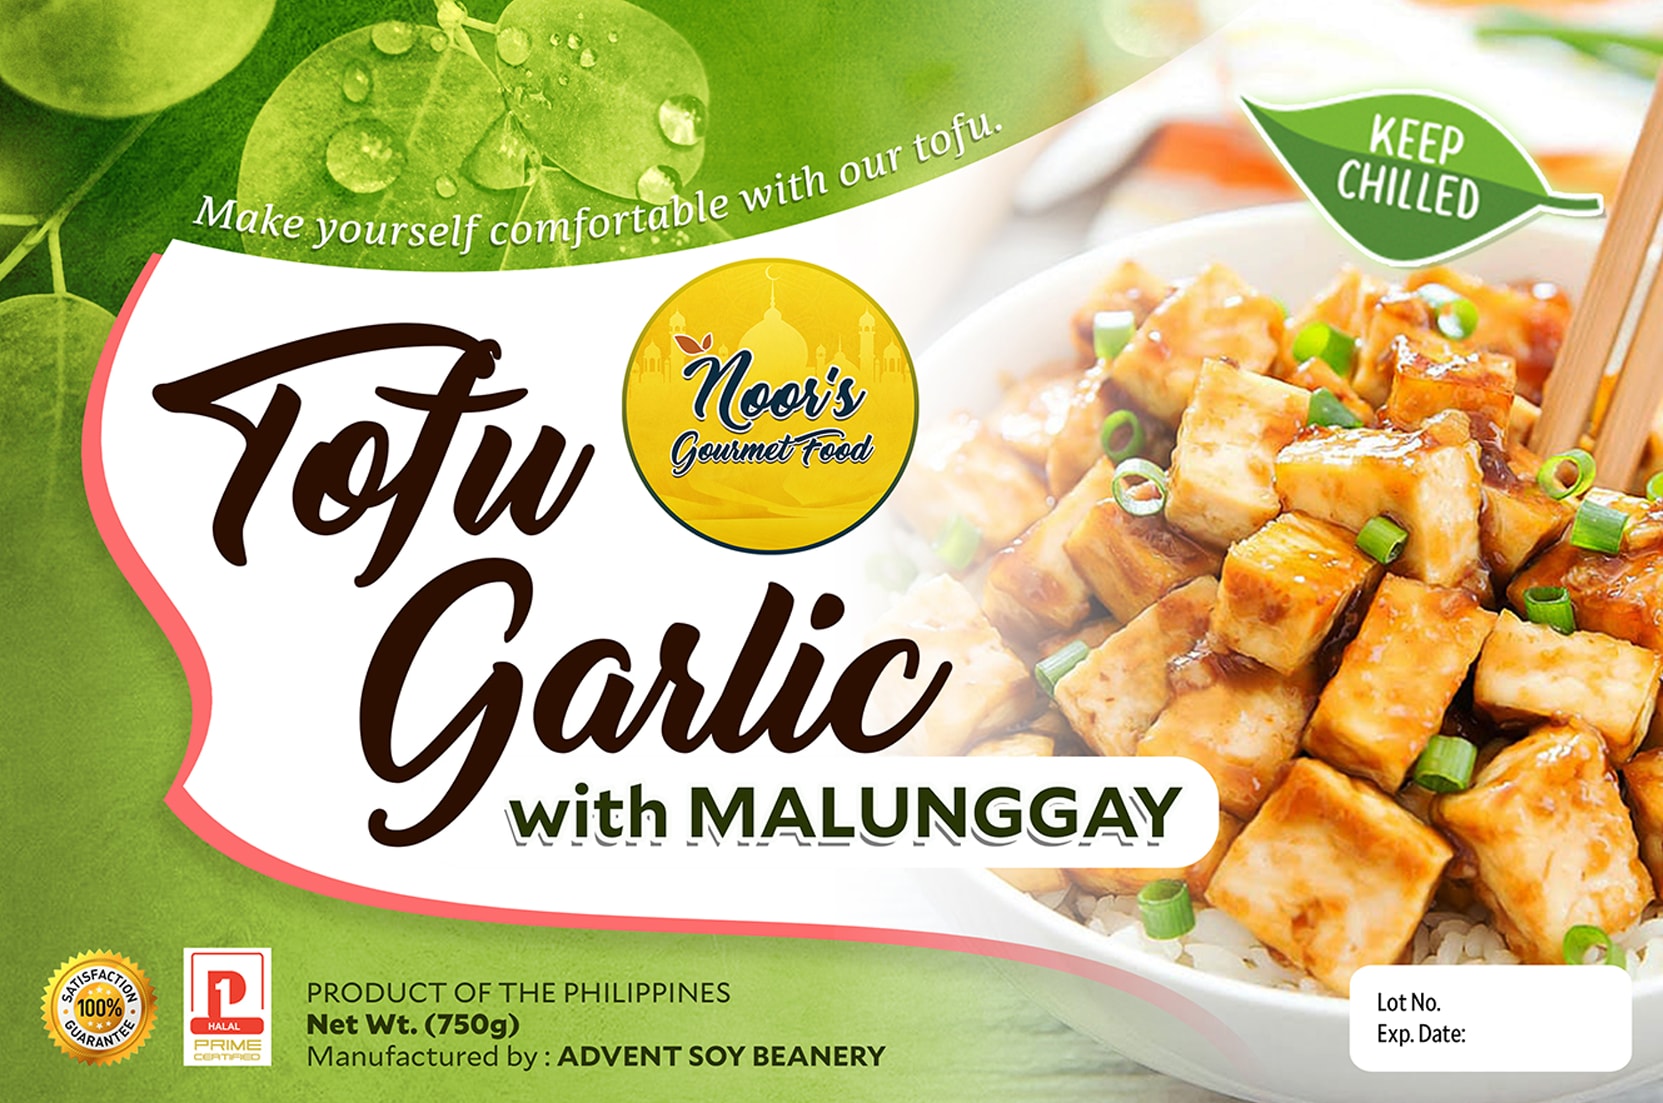 Make yourself comfortable with our tofu.
KEEP
CHILLED
Noor's
Gourmet Food
Tofu
Garlic
with MALUNGGAY
SATISFACTION
100%
GUARANTEE
P1
HALAL
PRIME
CERTIFIED
PRODUCT OF THE PHILIPPINES
Net Wt. (750g)
Manufactured by : ADVENT SOY BEANERY
Lot No.
Exp. Date: